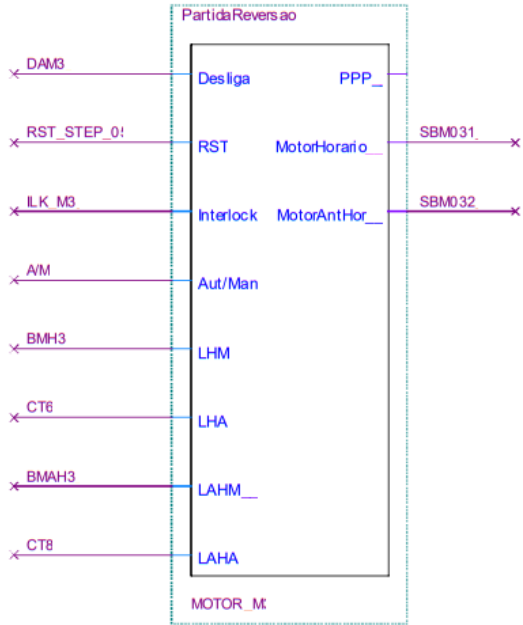 PartidaReversao
DAM3
Desliga
PPP_
RST_STEP_0
RST
MotorHorario__
SBM031_
ILK_M3
Interlock
MotorAntHor__
SBM032
A/M
Aut/Man
BMH3
LHM
CT6
LHA
BMAH3
LAHM__
CT8
LAHA
MOTOR_M